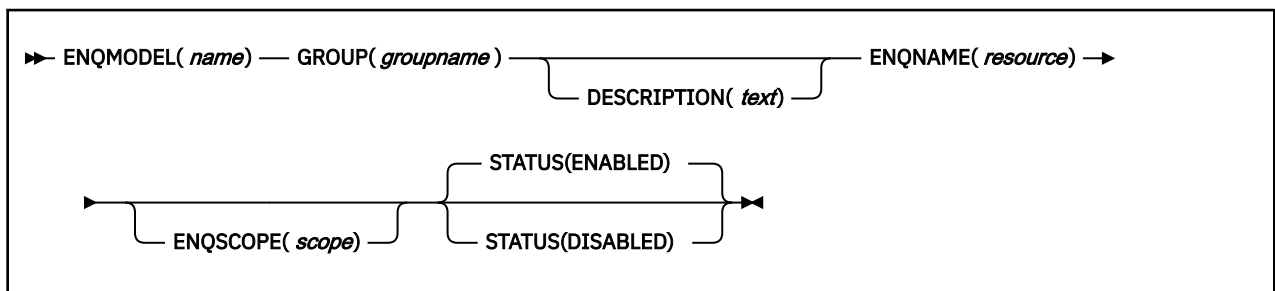 ENQMODEL( name) GROUP( groupname ) ENQNAME( resource)
DESCRIPTION( text)
STATUS(ENABLED)
ENQSCOPE( scope) STATUS(DISABLED)